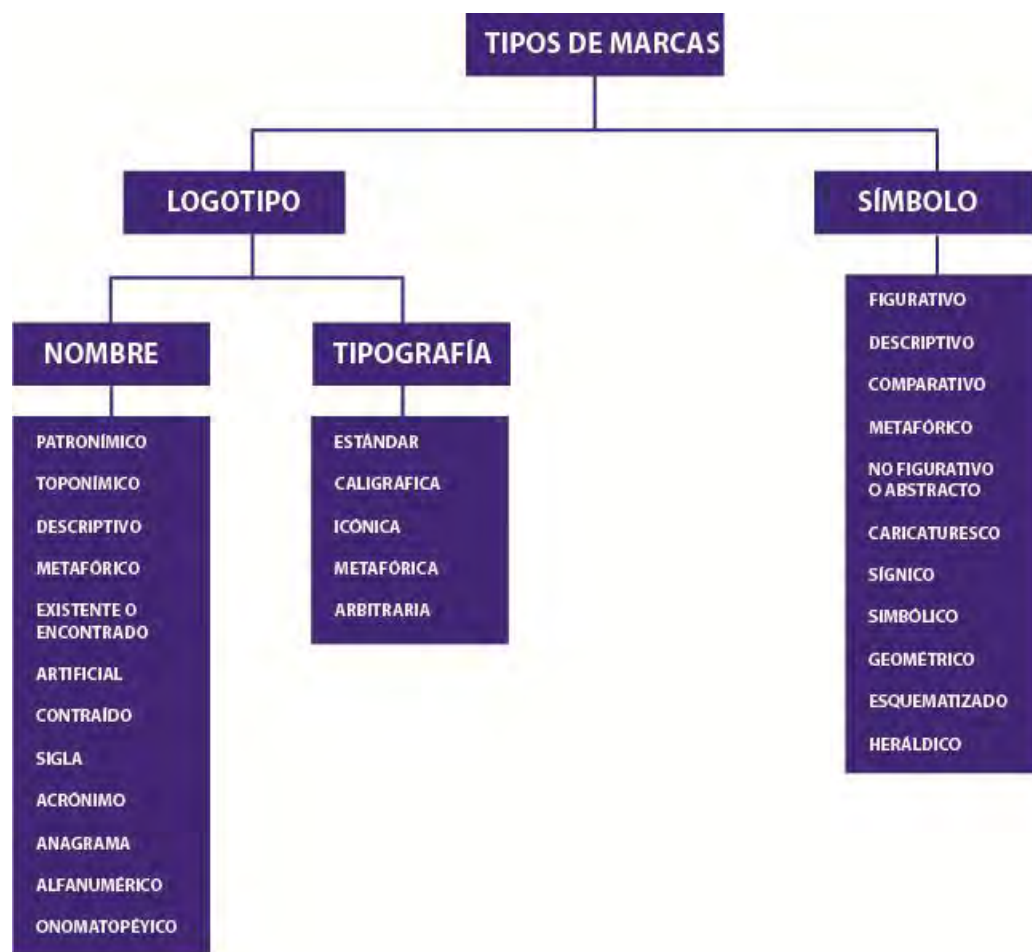 TIPOS DE MARCAS
LOGOTIPO
SÍMBOLO
NOMBRE
TIPOGRAFÍA
PATRONÍMICO
TOPONÍMICO
DESCRIPTIVO
METAFÓRICO
EXISTENTE O
ENCONTRADO
ARTIFICIAL
CONTRAÍDO
SIGLA
ACRÓNIMO
ANAGRAMA
ALFANUMÉRICO
ONOMATOPÉYICO
ESTÁNDAR
CALIGRÁFICA
ICÓNICA
METAFÓRICA
ARBITRARIA
FIGURATIVO
DESCRIPTIVO
COMPARATIVO
METAFÓRICO
NO FIGURATIVO
O ABSTRACTO
CARICATURESCO
SÍGNICO
SIMBÓLICO
GEOMÉTRICO
ESQUEMATIZADO
HERÁLDICO